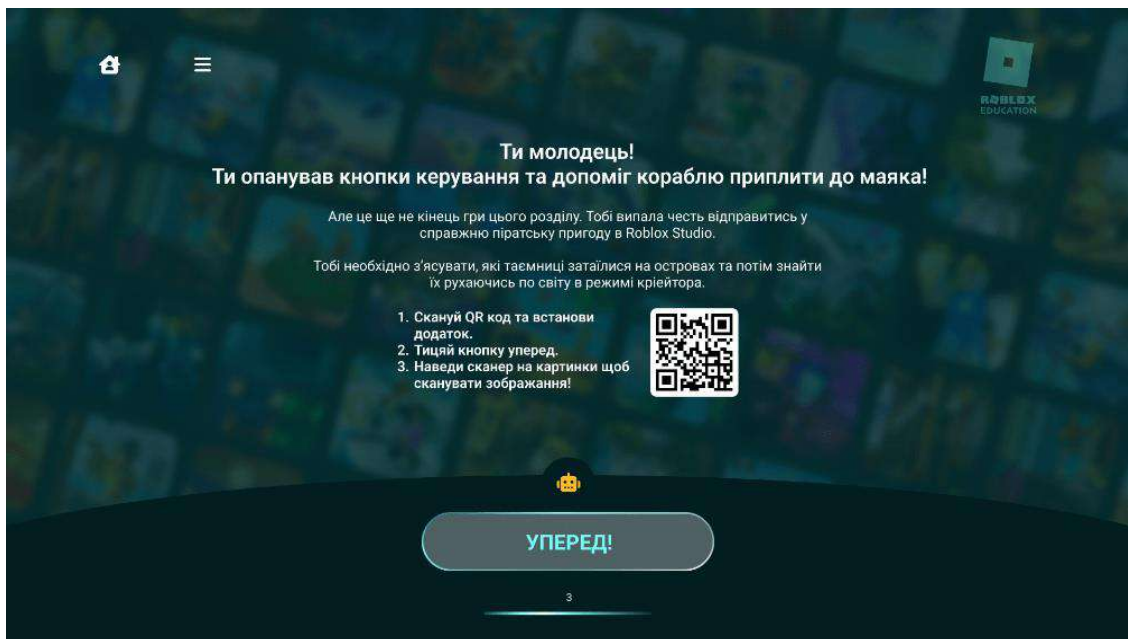 ROBLOX
EDUCATION
Ти молодець!
Ти опанував кнопки керування та допоміг кораблю приплити до маяка!
Але це ще не кінець гри цього розділу. Тобі випала честь відправитись у
справжню піратську пригоду в Roblox Studio.
Тобі необхідно з'ясувати, які таємниці затаїлися на островах та потім знайти
їх рухаючись по світу в режимі кріейтора.
1. Скануй QR код та встанови
додаток.
2. Тицяй кнопку уперед.
3. Наведи сканер на картинки щоб
сканувати зображання!
УПЕРЕД!
3